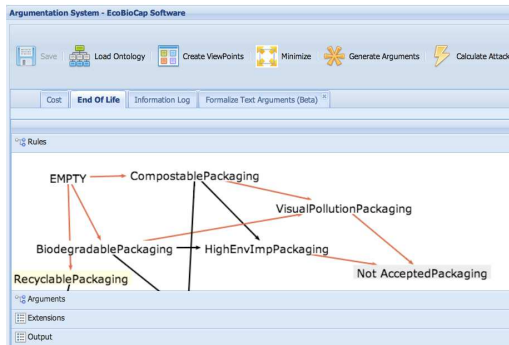 Argumentation System - EcoBioCap Software
Save Load Ontology Create ViewPoints Minimize Generate Arguments Calculate Attack
Cost End Of Life Information Log Formalize Text Arguments (Beta)
Rules
EMPTY CompostablePackaging
VisualPollutionPackaging
BiodegradablePackaging HighEnvImpPackaging
RecyclablePackaging Not AcceptedPackaging
Arguments
Extensions
Output